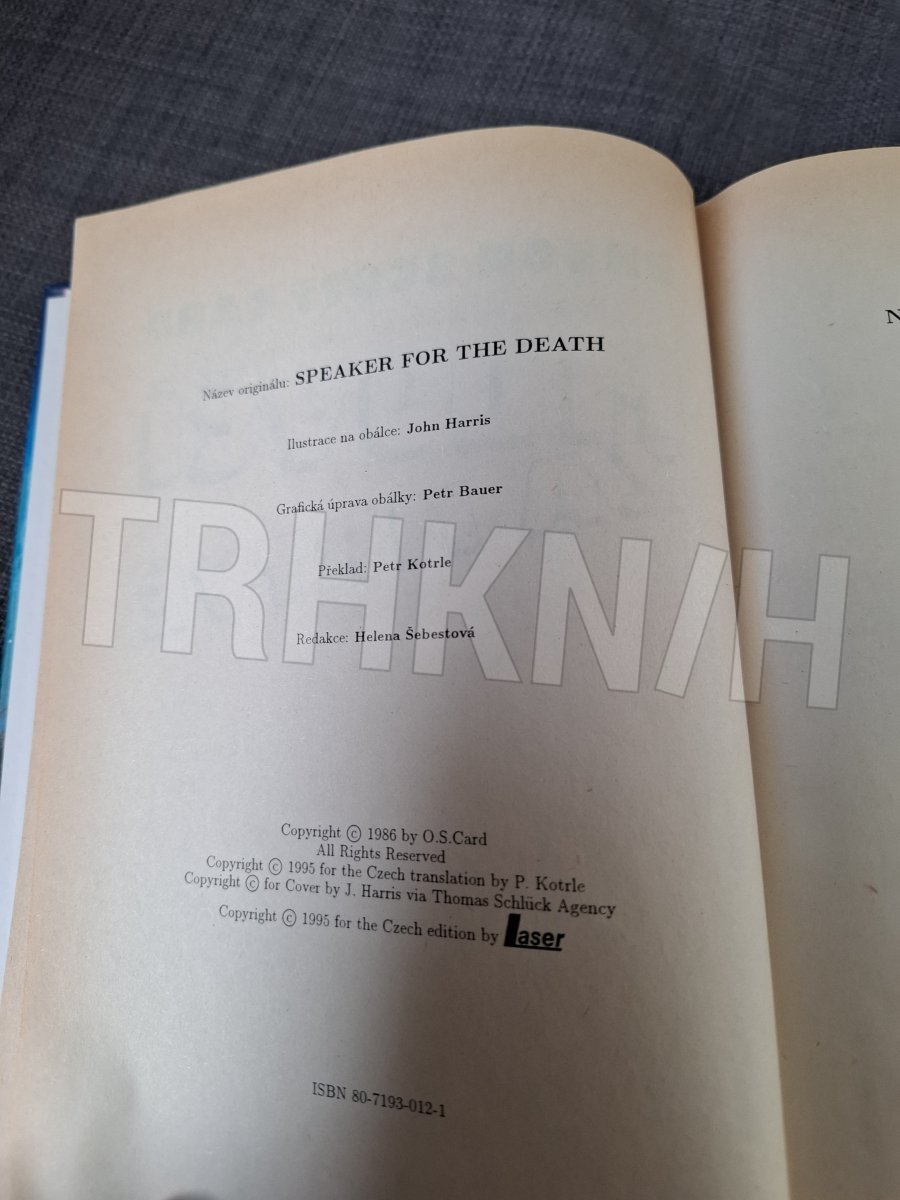 Název originálu: SPEAKER FOR THE DEATH
Ilustrace na obálce: John Harris
Grafická úprava obálky: Petr Bauer
Překlad: Petr Kotrle
Redakce: Helena Šebestová
TRHKNIH
Copyright © 1986 by O.S.Card
All Rights Reserved
Copyright © 1995 for the Czech translation by P. Kotrle
Copyright © for Cover by J. Harris via Thomas Schlück Agency
Copyright © 1995 for the Czech edition by Laser
ISBN 80-7193-012-1
N